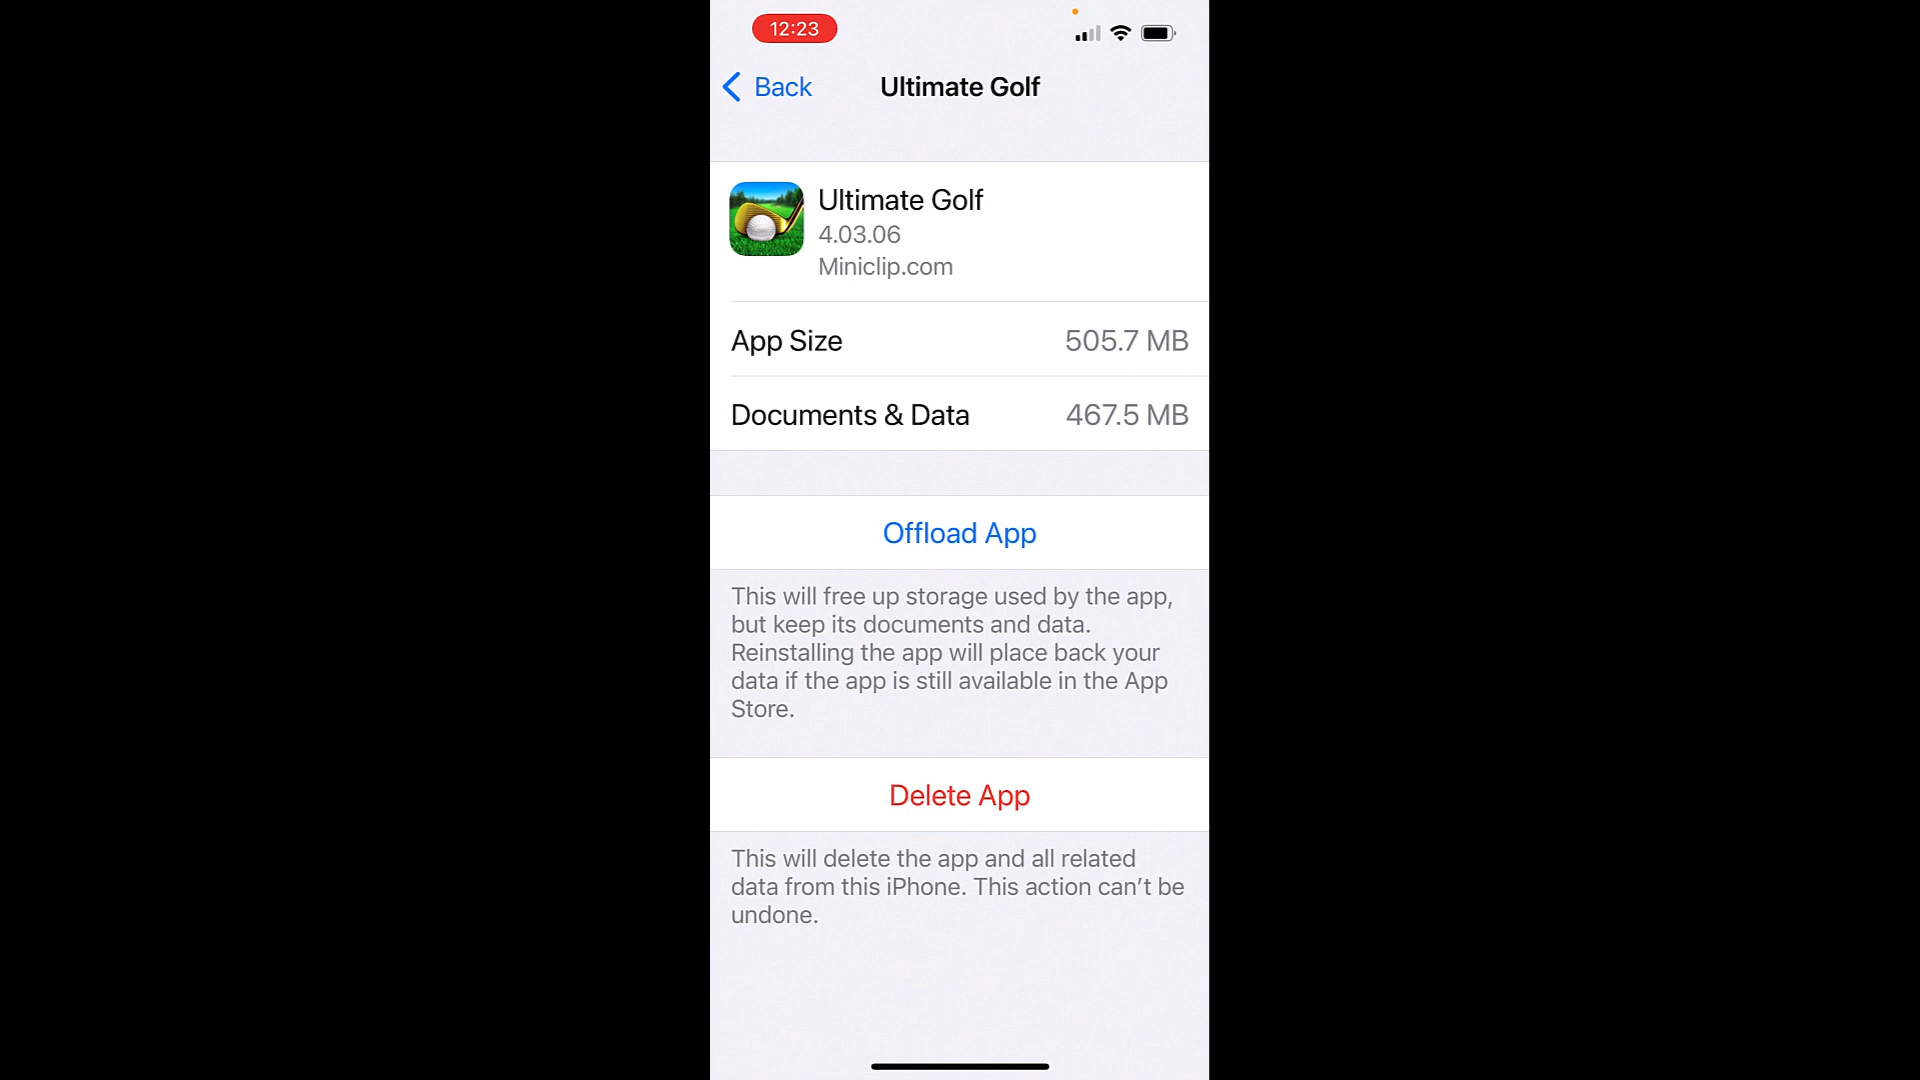 12:23
Back
Ultimate Golf
Ultimate Golf
4.03.06
Miniclip.com
App Size 505.7 MB
Documents & Data 467.5 MB
Offload App
This will free up storage used by the app,
but keep its documents and data.
Reinstalling the app will place back your
data if the app is still available in the App
Store.
Delete App
This will delete the app and all related
data from this iPhone. This action can’t be
undone.